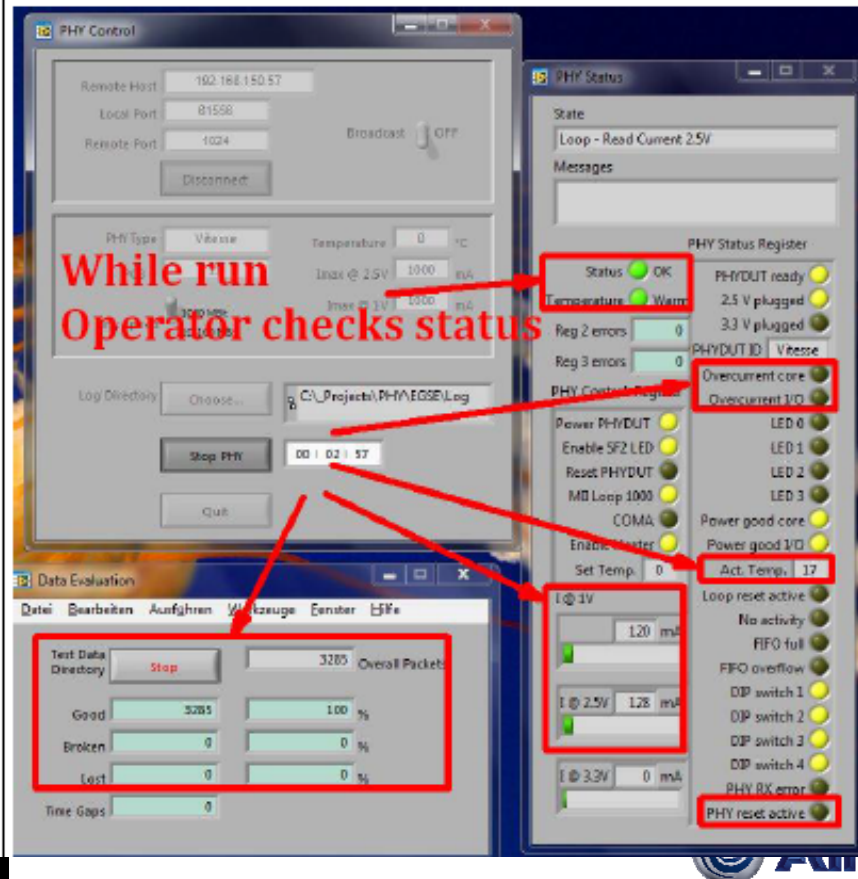 PHY Control
Remote Host 192.168.150.57
Local Port 61558
Remote Port 1024
Broadcast OFF
Disconnect
PHY Type Vitesse
Temperature 0 °C
Imax @ 2.5V 1000 mA
Imax @ 1V 1000 mA
While run
Operator checks status
Log Directory Choose... C:\_Projects\PHY\EGSE\Log
Stop PHY 00 : 02 : 57
Quit
Data Evaluation
Datei Bearbeiten Ausführen Werkzeuge Fenster Hilfe
Test Data Directory Stop 3285 Overall Packets
Good 3285 100 %
Broken 0 0 %
Lost 0 0 %
Time Gaps 0
PHY Status
State
Loop - Read Current 2.5V
Messages
Status OK
Temperature Warm
Reg 2 errors 0
Reg 3 errors 0
PHY Control Register
Power PHYDUT
Enable SF2 LED
Reset PHYDUT
MII Loop 1000
COMA
Enable Master
Set Temp. 0
I @ 1V
120 mA
I @ 2.5V 128 mA
I @ 3.3V 0 mA
PHY Status Register
PHYDUT ready
2.5 V plugged
3.3 V plugged
PHYDUT ID Vitesse
Overcurrent core
Overcurrent I/O
LED 0
LED 1
LED 2
LED 3
Power good core
Power good I/O
Act. Temp. 17
Loop reset active
No activity
FIFO full
FIFO overflow
DIP switch 1
DIP switch 2
DIP switch 3
DIP switch 4
PHY RX error
PHY reset active